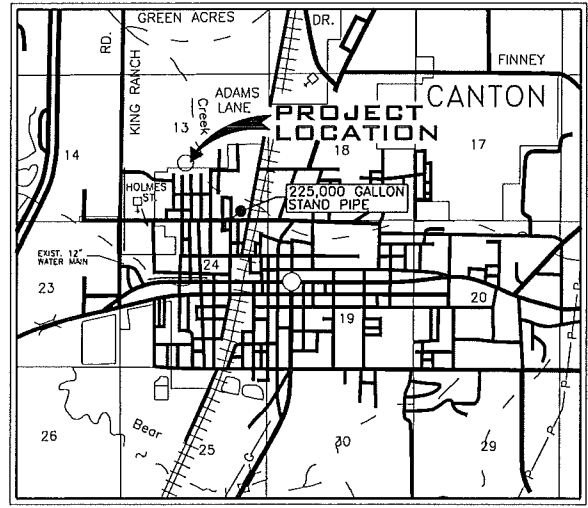 GREEN ACRES
DR.
RD.
KING RANCH
FINNEY
ADAMS
LANE
CANTON
Creek
13
PROJECT
LOCATION
14
18
17
HOLMES
ST.
225,000 GALLON
STAND PIPE
EXIST. 12"
WATER MAIN
24
23
20
19
Bear
26
25
30
29
P
P
P
P
G